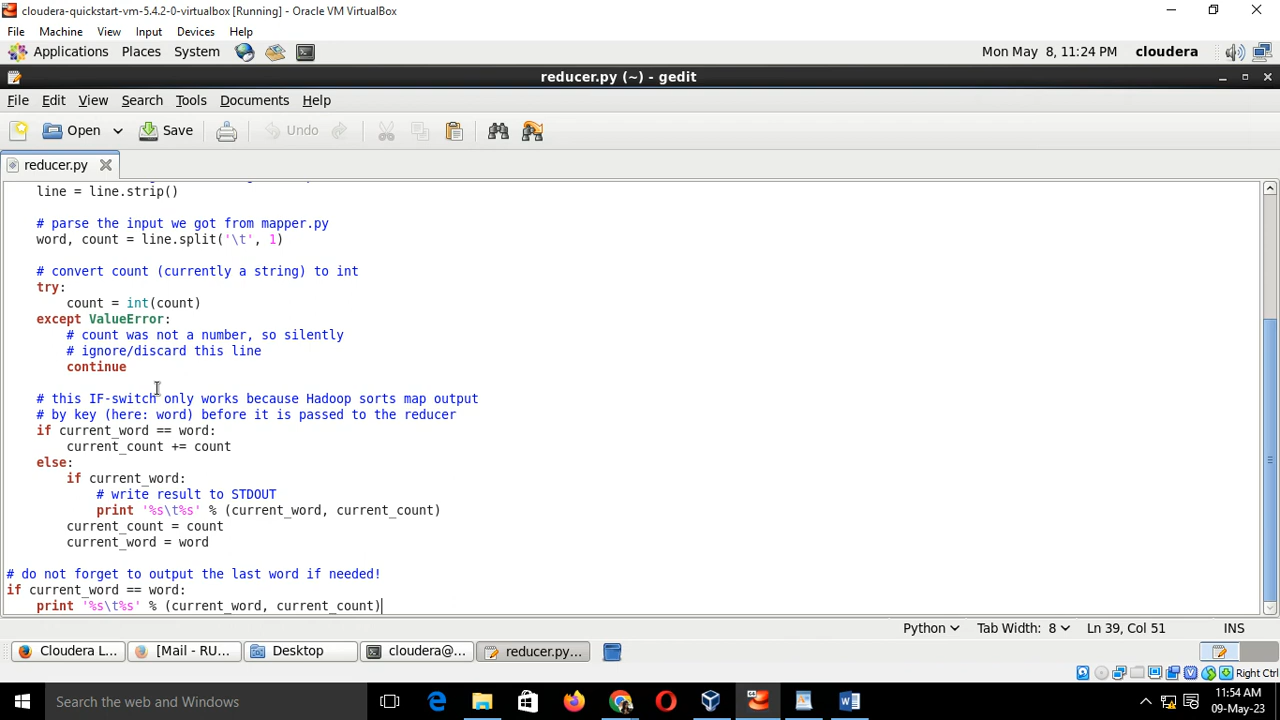 cloudera-quickstart-vm-5.4.2-0-virtualbox [Running] - Oracle VM VirtualBox
File Machine View Input Devices Help
Applications Places System Mon May 8, 11:24 PM cloudera
reducer.py (~) - gedit
File Edit View Search Tools Documents Help
Open Save Undo
reducer.py
line = line.strip()
# parse the input we got from mapper.py
word, count = line.split('\t', 1)
# convert count (currently a string) to int
try:
count = int(count)
except ValueError:
# count was not a number, so silently
# ignore/discard this line
continue
# this IF-switch only works because Hadoop sorts map output
# by key (here: word) before it is passed to the reducer
if current_word == word:
current_count += count
else:
if current_word:
# write result to STDOUT
print '%s\t%s' % (current_word, current_count)
current_count = count
current_word = word
# do not forget to output the last word if needed!
if current_word == word:
print '%s\t%s' % (current_word, current_count)
Python Tab Width: 8 Ln 39, Col 51 INS
Cloudera L... [Mail - RU... Desktop cloudera@... reducer.py...
Right Ctrl
Search the web and Windows
11:54 AM
09-May-23